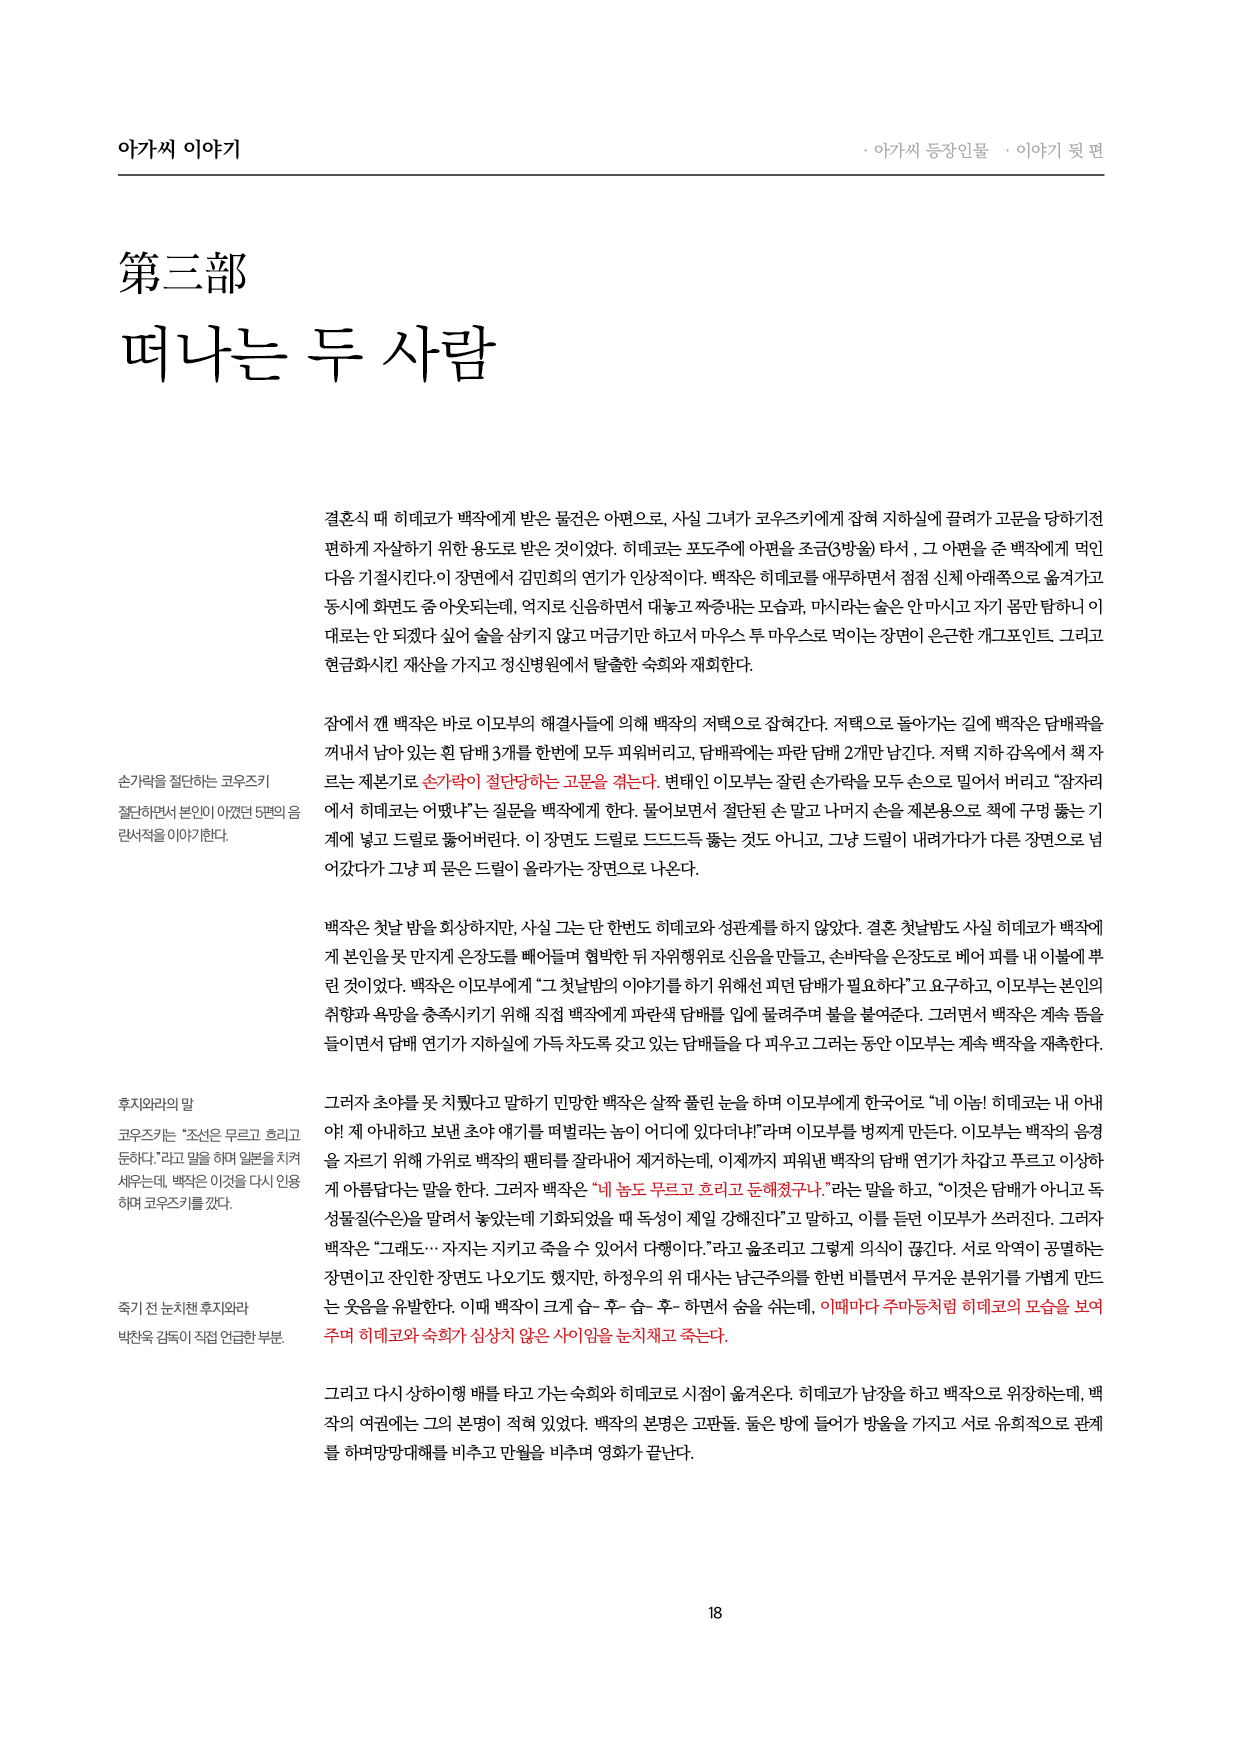 아가씨 이야기
· 아가씨 등장인물 · 이야기 뒷 편
第三部
떠나는 두 사람
결혼식 때 히데코가 백작에게 받은 물건은 아편으로, 사실 그녀가 코우즈키에게 잡혀 지하실에 끌려가 고문을 당하기전
편하게 자살하기 위한 용도로 받은 것이었다. 히데코는 포도주에 아편을 조금(3방울) 타서 , 그 아편을 준 백작에게 먹인
다음 기절시킨다.이 장면에서 김민희의 연기가 인상적이다. 백작은 히데코를 애무하면서 점점 신체 아래쪽으로 옮겨가고
동시에 화면도 줌 아웃되는데, 억지로 신음하면서 대놓고 짜증내는 모습과, 마시라는 술은 안 마시고 자기 몸만 탐하니 이
대로는 안 되겠다 싶어 술을 삼키지 않고 머금기만 하고서 마우스 투 마우스로 먹이는 장면이 은근한 개그포인트. 그리고
현금화시킨 재산을 가지고 정신병원에서 탈출한 숙희와 재회한다.
잠에서 깬 백작은 바로 이모부의 해결사들에 의해 백작의 저택으로 잡혀간다. 저택으로 돌아가는 길에 백작은 담배곽을
꺼내서 남아 있는 흰 담배 3개를 한번에 모두 피워버리고, 담배곽에는 파란 담배 2개만 남긴다. 저택 지하 감옥에서 책 자
르는 제본기로 손가락이 절단당하는 고문을 겪는다. 변태인 이모부는 잘린 손가락을 모두 손으로 밀어서 버리고 “잠자리
에서 히데코는 어땠냐”는 질문을 백작에게 한다. 물어보면서 절단된 손 말고 나머지 손을 제본용으로 책에 구멍 뚫는 기
계에 넣고 드릴로 뚫어버린다. 이 장면도 드릴로 드드드득 뚫는 것도 아니고, 그냥 드릴이 내려가다가 다른 장면으로 넘
어갔다가 그냥 피 묻은 드릴이 올라가는 장면으로 나온다.
손가락을 절단하는 코우즈키
절단하면서 본인이 아꼈던 5편의 음
란서적을 이야기한다.
백작은 첫날 밤을 회상하지만, 사실 그는 단 한번도 히데코와 성관계를 하지 않았다. 결혼 첫날밤도 사실 히데코가 백작에
게 본인을 못 만지게 은장도를 빼어들며 협박한 뒤 자위행위로 신음을 만들고, 손바닥을 은장도로 베어 피를 내 이불에 뿌
린 것이었다. 백작은 이모부에게 “그 첫날밤의 이야기를 하기 위해선 피던 담배가 필요하다”고 요구하고, 이모부는 본인의
취향과 욕망을 충족시키기 위해 직접 백작에게 파란색 담배를 입에 물려주며 불을 붙여준다. 그러면서 백작은 계속 뜸을
들이면서 담배 연기가 지하실에 가득 차도록 갖고 있는 담배들을 다 피우고 그러는 동안 이모부는 계속 백작을 재촉한다.
후지와라의 말
코우즈키는 “조선은 무르고 흐리고
둔하다.”라고 말을 하며 일본을 치켜
세우는데, 백작은 이것을 다시 인용
하며 코우즈키를 깠다.
그러자 초야를 못 치뤘다고 말하기 민망한 백작은 살짝 풀린 눈을 하며 이모부에게 한국어로 “네 이놈! 히데코는 내 아내
야! 제 아내하고 보낸 초야 얘기를 떠벌리는 놈이 어디에 있다더냐!”라며 이모부를 벙찌게 만든다. 이모부는 백작의 음경
을 자르기 위해 가위로 백작의 팬티를 잘라내어 제거하는데, 이제까지 피워낸 백작의 담배 연기가 차갑고 푸르고 이상하
게 아름답다는 말을 한다. 그러자 백작은 “네 놈도 무르고 흐리고 둔해졌구나.”라는 말을 하고, “이것은 담배가 아니고 독
성물질(수은)을 말려서 놓았는데 기화되었을 때 독성이 제일 강해진다”고 말하고, 이를 듣던 이모부가 쓰러진다. 그러자
백작은 “그래도… 자지는 지키고 죽을 수 있어서 다행이다.”라고 읊조리고 그렇게 의식이 끊긴다. 서로 악역이 공멸하는
장면이고 잔인한 장면도 나오기도 했지만, 하정우의 위 대사는 남근주의를 한번 비틀면서 무거운 분위기를 가볍게 만드
는 웃음을 유발한다. 이때 백작이 크게 습- 후- 습- 후- 하면서 숨을 쉬는데, 이때마다 주마등처럼 히데코의 모습을 보여
주며 히데코와 숙희가 심상치 않은 사이임을 눈치채고 죽는다.
죽기 전 눈치챈 후지와라
박찬욱 감독이 직접 언급한 부분.
그리고 다시 상하이행 배를 타고 가는 숙희와 히데코로 시점이 옮겨온다. 히데코가 남장을 하고 백작으로 위장하는데, 백
작의 여권에는 그의 본명이 적혀 있었다. 백작의 본명은 고판돌. 둘은 방에 들어가 방울을 가지고 서로 유희적으로 관계
를 하며망망대해를 비추고 만월을 비추며 영화가 끝난다.
18